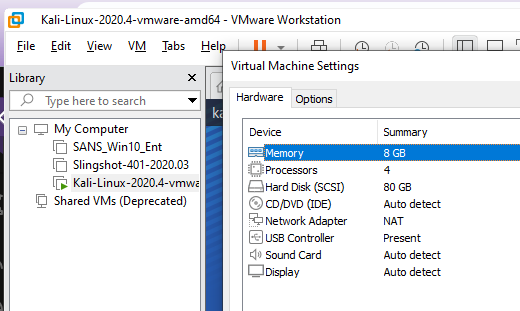 Kali-Linux-2020.4-vmware-amd64 - VMware Workstation
File Edit View VM Tabs Help
Library
Type here to search
My Computer
SANS_Win10_Ent
Slingshot-401-2020.03
Kali-Linux-2020.4-vmwa
Shared VMs (Deprecated)
ka
Virtual Machine Settings
Hardware Options
Device Summary
Memory 8 GB
Processors 4
Hard Disk (SCSI) 80 GB
CD/DVD (IDE) Auto detect
Network Adapter NAT
USB Controller Present
Sound Card Auto detect
Display Auto detect